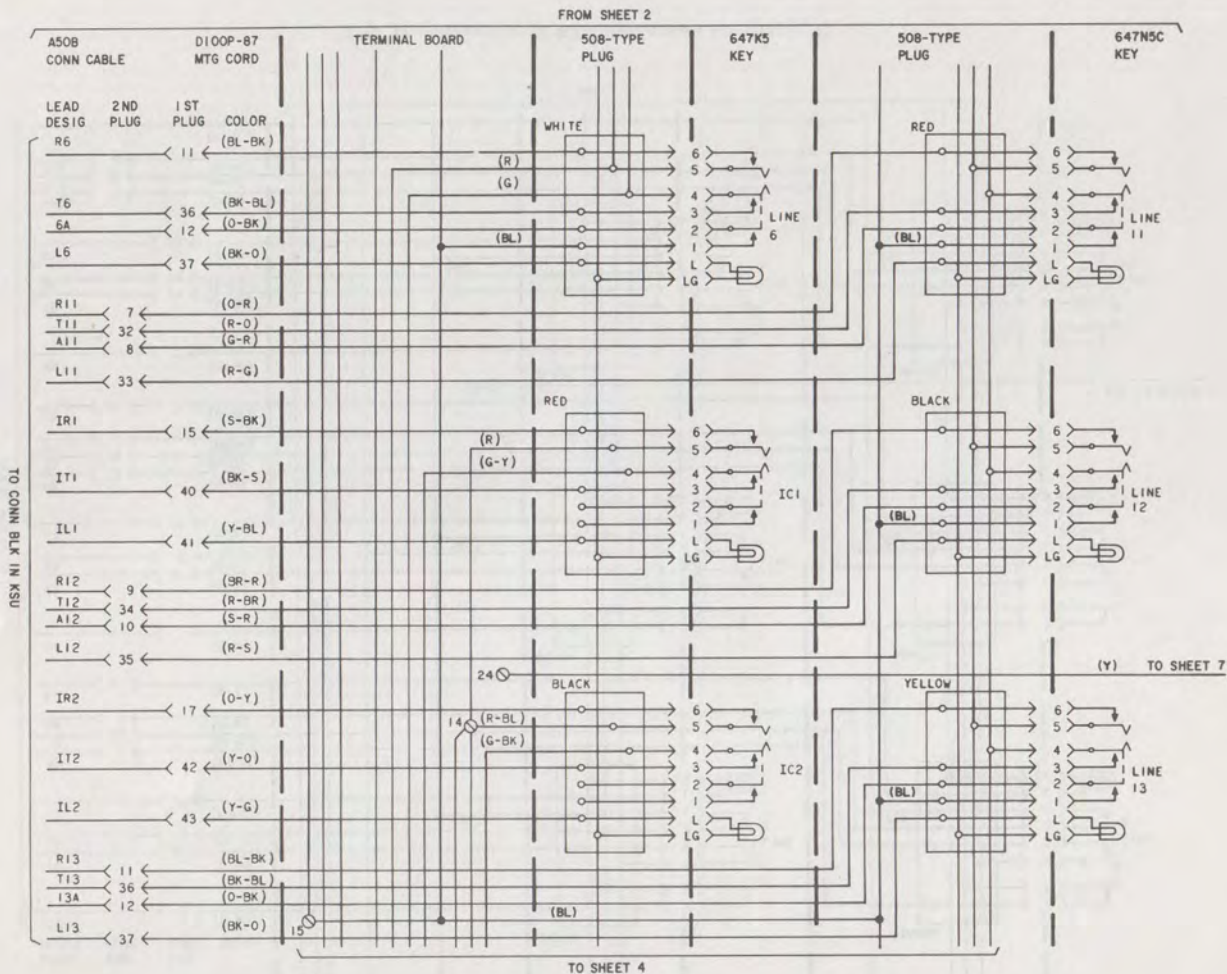 FROM SHEET 2
A50B
CONN CABLE
D100P-87
MTG CORD
TERMINAL BOARD
508-TYPE
PLUG
647K5
KEY
508-TYPE
PLUG
647N5C
KEY
LEAD
DESIG
2 ND
PLUG
1 ST
PLUG
COLOR
WHITE
RED
R6 11 (BL-BK) 6 6
(R) 5 5
(G) 4 4
T6 36 (BK-BL) 3 3
6A 12 (O-BK) 2 2
LINE
6
LINE
11
(BL) 1 (BL) 1
L6 37 (BK-O) L L
LG LG
R11 7 (O-R)
T11 32 (R-O)
A11 8 (G-R)
L11 33 (R-G)
RED
BLACK
IR1 15 (S-BK) 6 6
(R) 5 5
(G-Y) 4 4
IT1 40 (BK-S) 3 3
IC1
LINE
12
2 2
1 (BL) 1
IL1 41 (Y-BL) L L
LG LG
R12 9 (BR-R)
T12 34 (R-BR)
A12 10 (S-R)
L12 35 (R-S)
24 (Y) TO SHEET 7
BLACK
YELLOW
IR2 17 (O-Y) 6 6
14 (R-BL) 5 5
(G-BK) 4 4
IT2 42 (Y-O) 3 3
IC2
LINE
13
2 2
1 (BL) 1
IL2 43 (Y-G) L L
LG LG
R13 11 (BL-BK)
T13 36 (BK-BL)
13A 12 (O-BK)
15 (BL)
L13 37 (BK-O)
TO CONN BLK IN KSU
TO SHEET 4